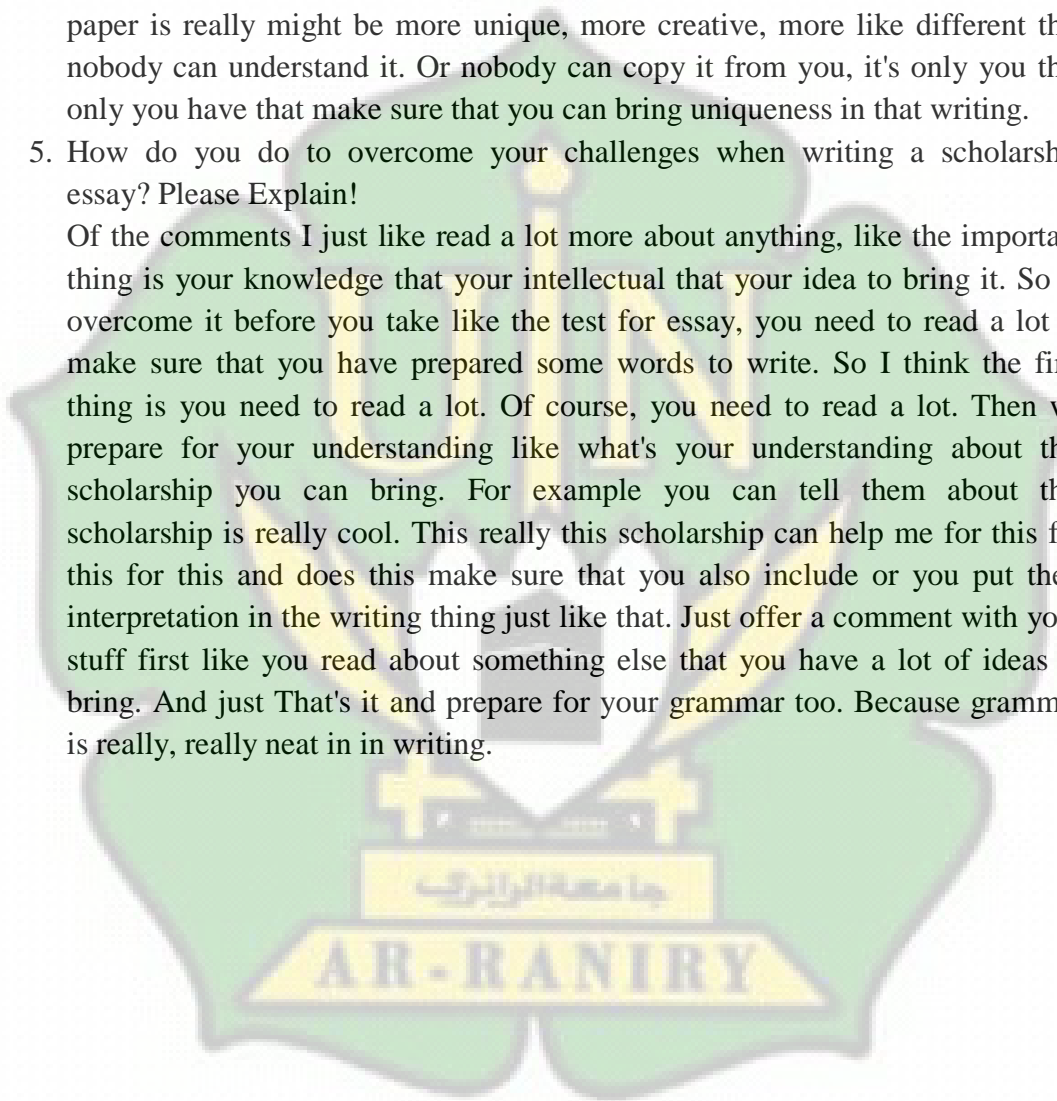 paper is really might be more unique, more creative, more like different th
nobody can understand it. Or nobody can copy it from you, it's only you th
only you have that make sure that you can bring uniqueness in that writing.
5. How do you do to overcome your challenges when writing a scholarsh
essay? Please Explain!
Of the comments I just like read a lot more about anything, like the importa
thing is your knowledge that your intellectual that your idea to bring it. So
overcome it before you take like the test for essay, you need to read a lot
make sure that you have prepared some words to write. So I think the fir
thing is you need to read a lot. Of course, you need to read a lot. Then w
prepare for your understanding like what's your understanding about th
scholarship you can bring. For example you can tell them about th
scholarship is really cool. This really this scholarship can help me for this f
this for this and does this make sure that you also include or you put the
interpretation in the writing thing just like that. Just offer a comment with yo
stuff first like you read about something else that you have a lot of ideas
bring. And just That's it and prepare for your grammar too. Because gramm
is really, really neat in in writing.
UIN
جامعة الرانري
AR-RANIRY